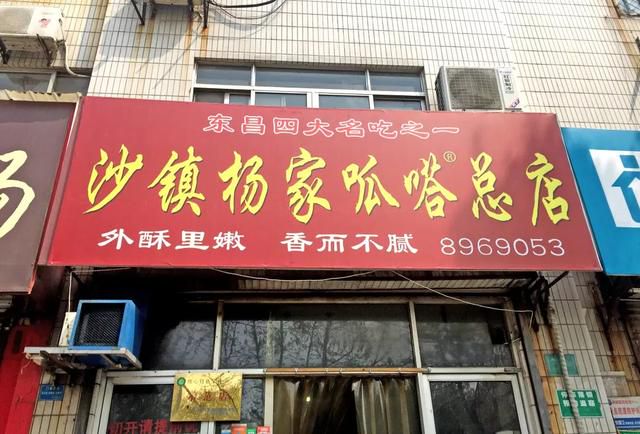 东昌四大名吃之一
沙镇杨家呱嗒®总店
外酥里嫩 香而不腻 8969053